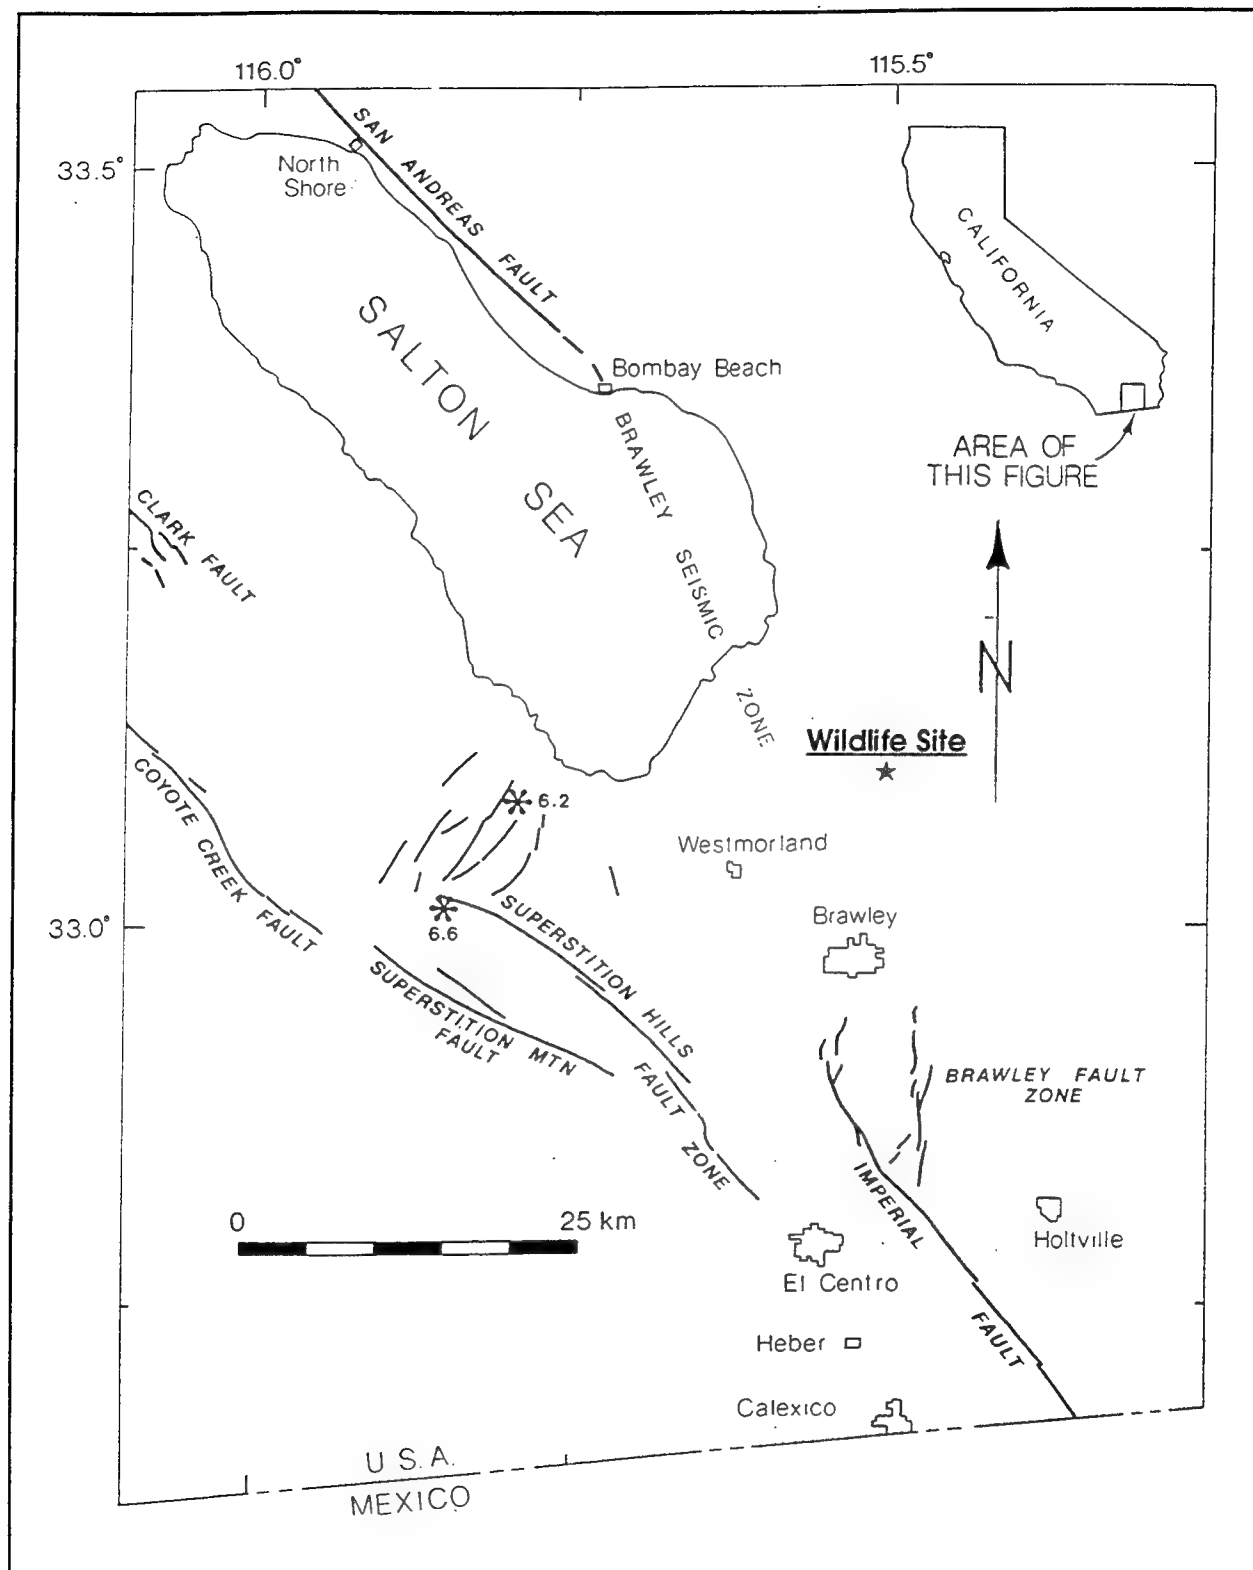 116.0°
115.5°
33.5°
SAN ANDREAS FAULT
North
Shore
CALIFORNIA
SALTON SEA
Bombay Beach
BRAWLEY SEISMIC ZONE
AREA OF
THIS FIGURE
CLARK FAULT
N
Wildlife Site
COYOTE CREEK FAULT
6.2
Westmorland
33.0°
6.6
SUPERSTITION HILLS FAULT ZONE
Brawley
SUPERSTITION MTN
FAULT
BRAWLEY FAULT
ZONE
IMPERIAL FAULT
0 25 km
Holtville
El Centro
Heber
Calexico
U.S.A.
MEXICO